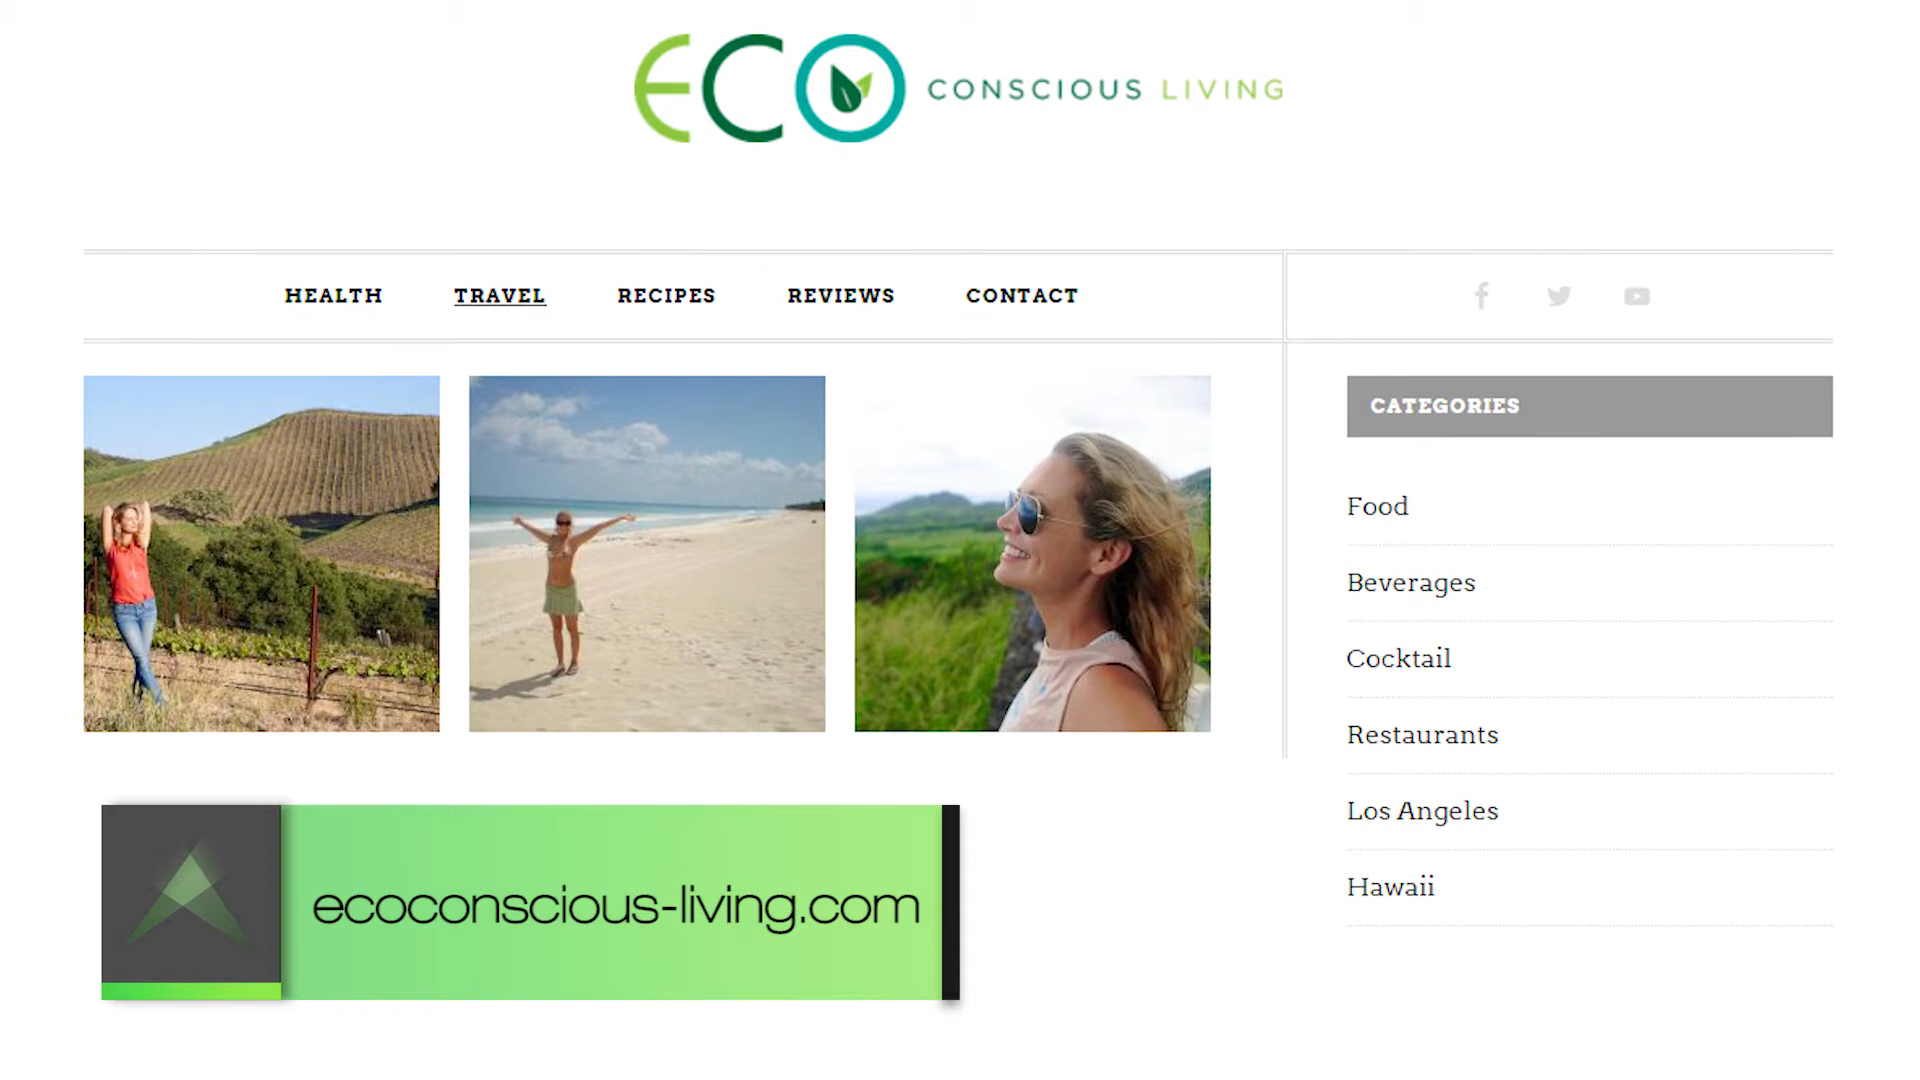 ECO CONSCIOUS LIVING
HEALTH TRAVEL RECIPES REVIEWS CONTACT
CATEGORIES
Food
Beverages
Cocktail
Restaurants
Los Angeles
Hawaii
ecoconscious-living.com